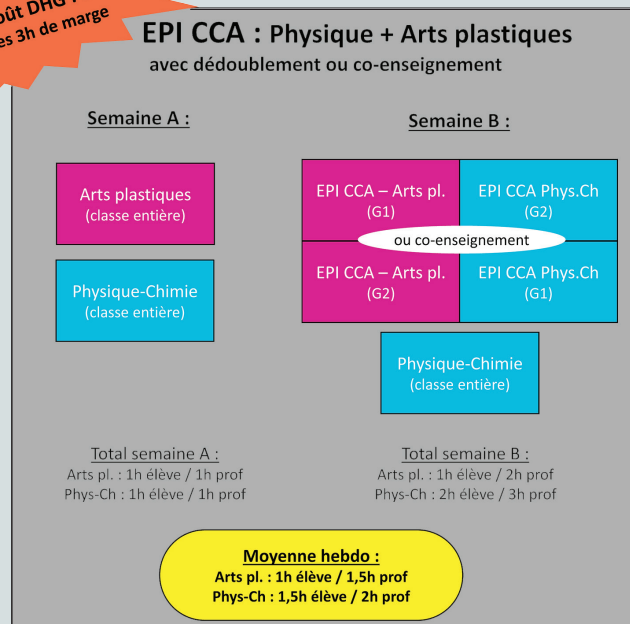 DHG
es 3h de marge
EPI CCA : Physique + Arts plastiques
avec dédoublement ou co-enseignement
Semaine A :
Arts plastiques
(classe entière)
Physique-Chimie
(classe entière)
Total semaine A :
Arts pl. : 1h élève / 1h prof
Phys-Ch : 1h élève / 1h prof
Semaine B :
EPI CCA – Arts pl.
(G1)
EPI CCA Phys.Ch
(G2)
ou co-enseignement
EPI CCA – Arts pl.
(G2)
EPI CCA Phys.Ch
(G1)
Physique-Chimie
(classe entière)
Total semaine B :
Arts pl. : 1h élève / 2h prof
Phys-Ch : 2h élève / 3h prof
Moyenne hebdo :
Arts pl. : 1h élève / 1,5h prof
Phys-Ch : 1,5h élève / 2h prof